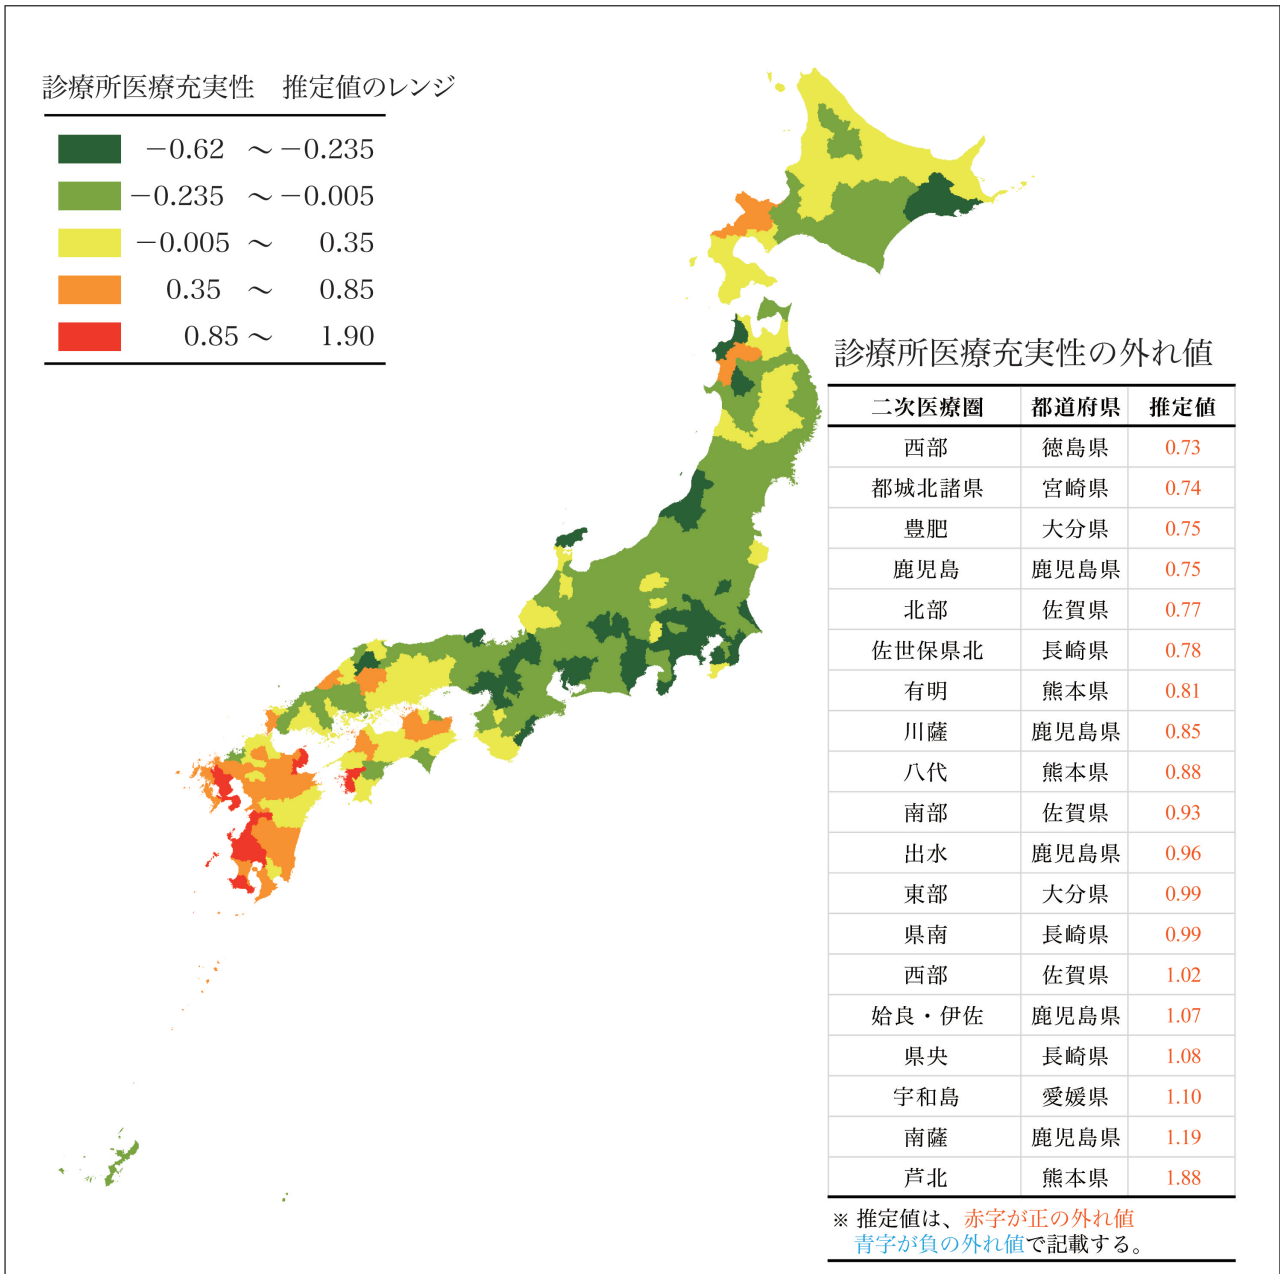 診療所医療充実性　推定値のレンジ
−0.62 ～ −0.235
−0.235 ～ −0.005
−0.005 ～ 0.35
0.35 ～ 0.85
0.85 ～ 1.90
診療所医療充実性の外れ値
二次医療圏 都道府県 推定値
西部 徳島県 0.73
都城北諸県 宮崎県 0.74
豊肥 大分県 0.75
鹿児島 鹿児島県 0.75
北部 佐賀県 0.77
佐世保県北 長崎県 0.78
有明 熊本県 0.81
川薩 鹿児島県 0.85
八代 熊本県 0.88
南部 佐賀県 0.93
出水 鹿児島県 0.96
東部 大分県 0.99
県南 長崎県 0.99
西部 佐賀県 1.02
姶良・伊佐 鹿児島県 1.07
県央 長崎県 1.08
宇和島 愛媛県 1.10
南薩 鹿児島県 1.19
芦北 熊本県 1.88
※ 推定値は、赤字が正の外れ値
青字が負の外れ値で記載する。